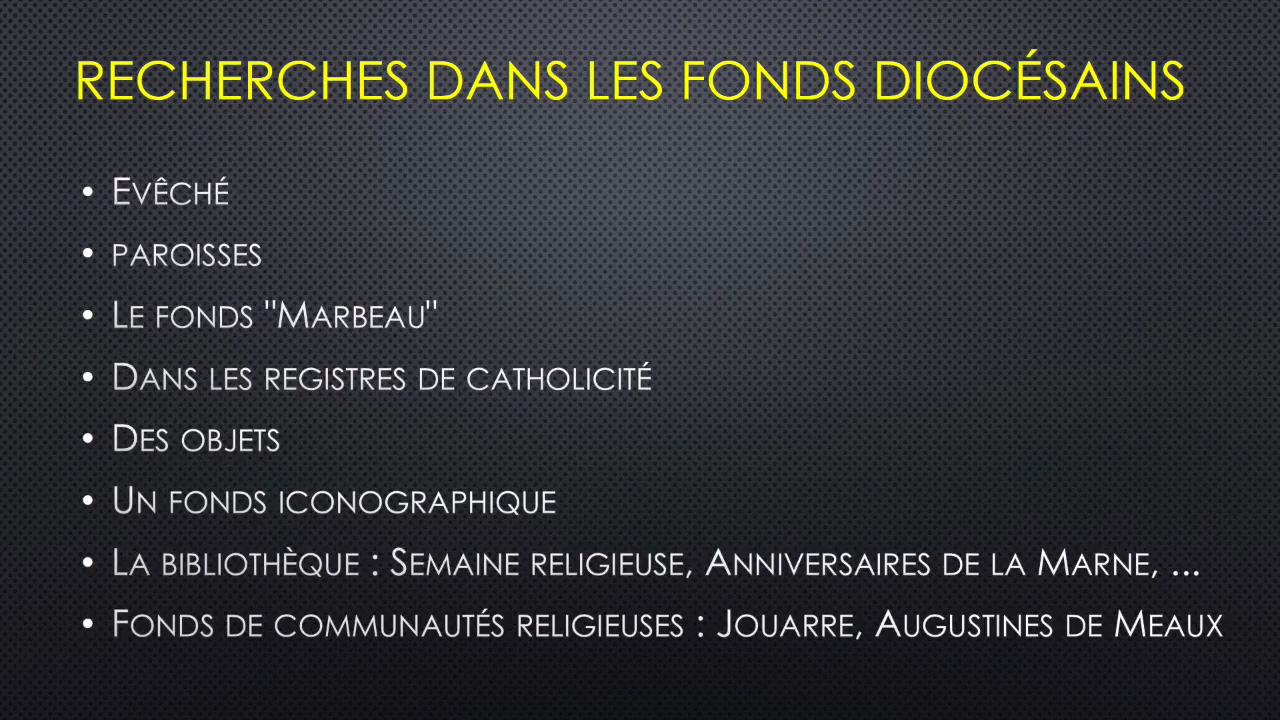 RECHERCHES DANS LES FONDS DIOCÉSAINS
• Evêché
• paroisses
• Le fonds "Marbeau"
• Dans les registres de catholicité
• Des objets
• Un fonds iconographique
• La bibliothèque : Semaine religieuse, Anniversaires de la Marne, ...
• Fonds de communautés religieuses : Jouarre, Augustines de Meaux